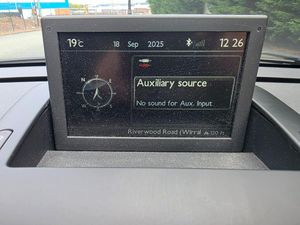 19°C 18 Sep 2025 12 26
Auxiliary source
No sound for Aux. Input
N
Riverwood Road (Wirral